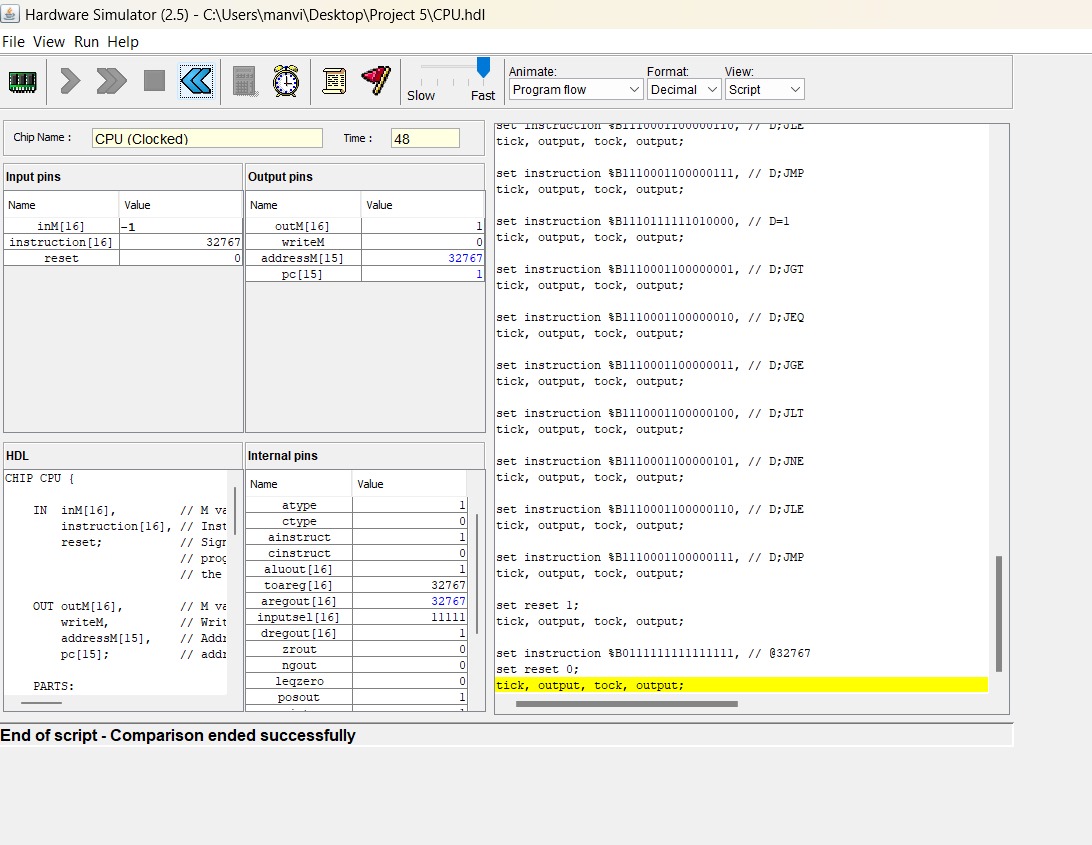 Hardware Simulator (2.5) - C:\Users\manvi\Desktop\Project 5\CPU.hdl
File View Run Help
Slow Fast
Animate: Format: View:
Program flow Decimal Script
Chip Name : CPU (Clocked) Time : 48
Input pins
Name Value
inM[16] -1
instruction[16] 32767
reset 0
Output pins
Name Value
outM[16] 1
writeM 0
addressM[15] 32767
pc[15] 1
HDL
CHIP CPU {
IN inM[16], // M va
instruction[16], // Inst
reset; // Sign
// prog
// the
OUT outM[16], // M va
writeM, // Writ
addressM[15], // Addr
pc[15]; // addr
PARTS:
Internal pins
Name Value
atype 1
ctype 0
ainstruct 1
cinstruct 0
aluout[16] 1
toareg[16] 32767
aregout[16] 32767
inputsel[16] 11111
dregout[16] 1
zrout 0
ngout 0
leqzero 0
posout 1
set instruction %B1110001100000110, // D;JLE
tick, output, tock, output;
set instruction %B1110001100000111, // D;JMP
tick, output, tock, output;
set instruction %B1110111111010000, // D=1
tick, output, tock, output;
set instruction %B1110001100000001, // D;JGT
tick, output, tock, output;
set instruction %B1110001100000010, // D;JEQ
tick, output, tock, output;
set instruction %B1110001100000011, // D;JGE
tick, output, tock, output;
set instruction %B1110001100000100, // D;JLT
tick, output, tock, output;
set instruction %B1110001100000101, // D;JNE
tick, output, tock, output;
set instruction %B1110001100000110, // D;JLE
tick, output, tock, output;
set instruction %B1110001100000111, // D;JMP
tick, output, tock, output;
set reset 1;
tick, output, tock, output;
set instruction %B0111111111111111, // @32767
set reset 0;
tick, output, tock, output;
End of script - Comparison ended successfully